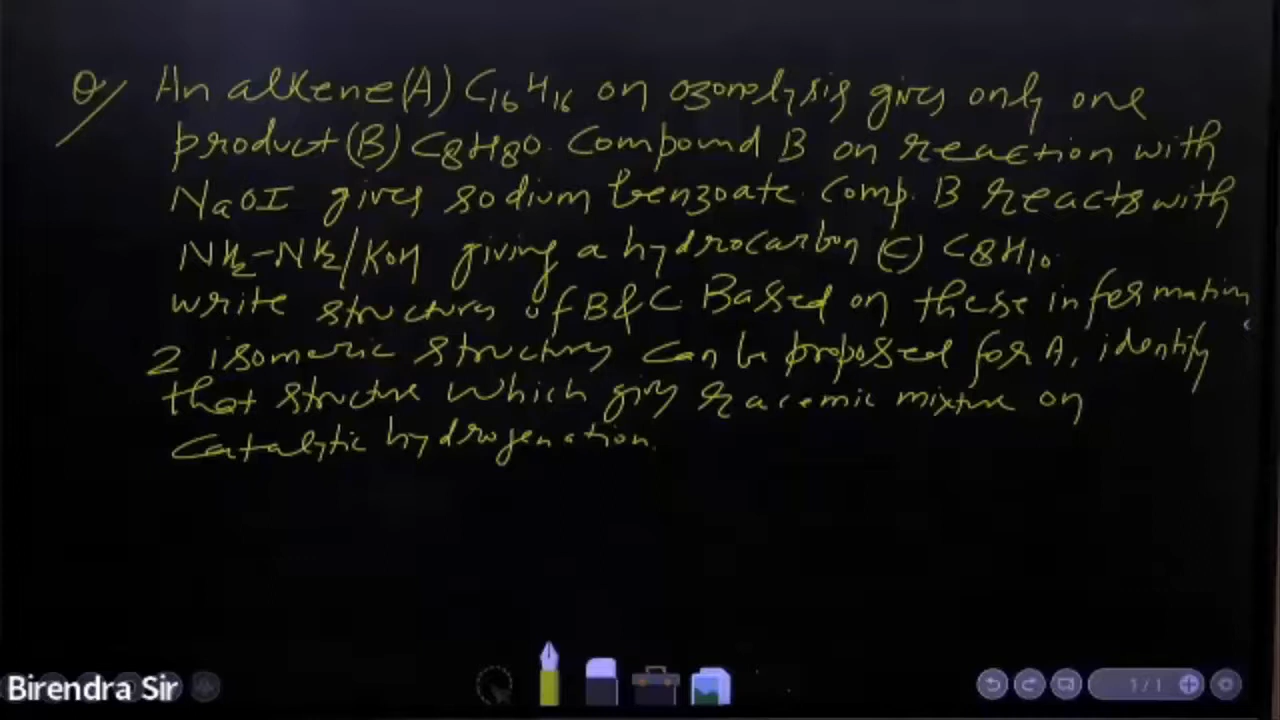 Q/ An alkene (A) C16H16 on ozonolysis gives only one
product (B) C8H8O. Compound B on reaction with
NaOI gives sodium benzoate. Comp. B reacts with
NH2-NH2/KOH giving a hydrocarbon (C) C8H10.
write structures of B & C. Based on these information
2 isomeric structures can be proposed for A, identify
that structure which gives racemic mixture on
catalytic hydrogenation.
Birendra Sir
1/1